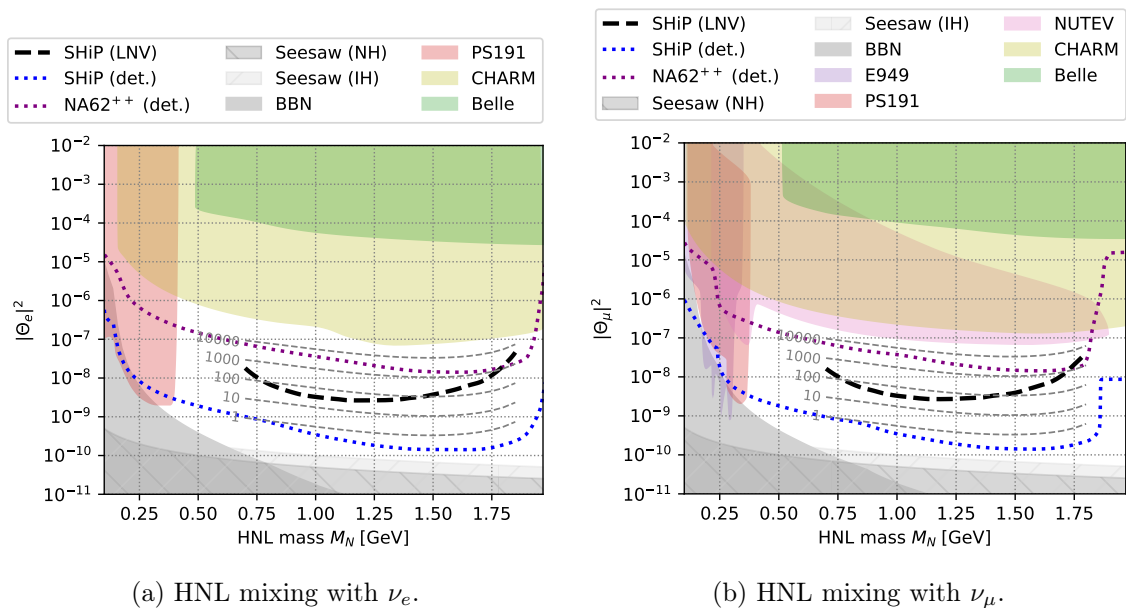 SHiP (LNV)
SHiP (det.)
NA62++ (det.)
Seesaw (NH)
Seesaw (IH)
BBN
PS191
CHARM
Belle
10−2
10−3
10−4
10−5
10−6
10−7
10−8
10−9
10−10
10−11
|Θe|2
10000
1000
100
10
1
0.25 0.50 0.75 1.00 1.25 1.50 1.75
HNL mass MN [GeV]
(a) HNL mixing with νe.
SHiP (LNV)
SHiP (det.)
NA62++ (det.)
Seesaw (NH)
Seesaw (IH)
BBN
E949
PS191
NUTEV
CHARM
Belle
10−2
10−3
10−4
10−5
10−6
10−7
10−8
10−9
10−10
10−11
|Θμ|2
10000
1000
100
10
1
0.25 0.50 0.75 1.00 1.25 1.50 1.75
HNL mass MN [GeV]
(b) HNL mixing with νμ.